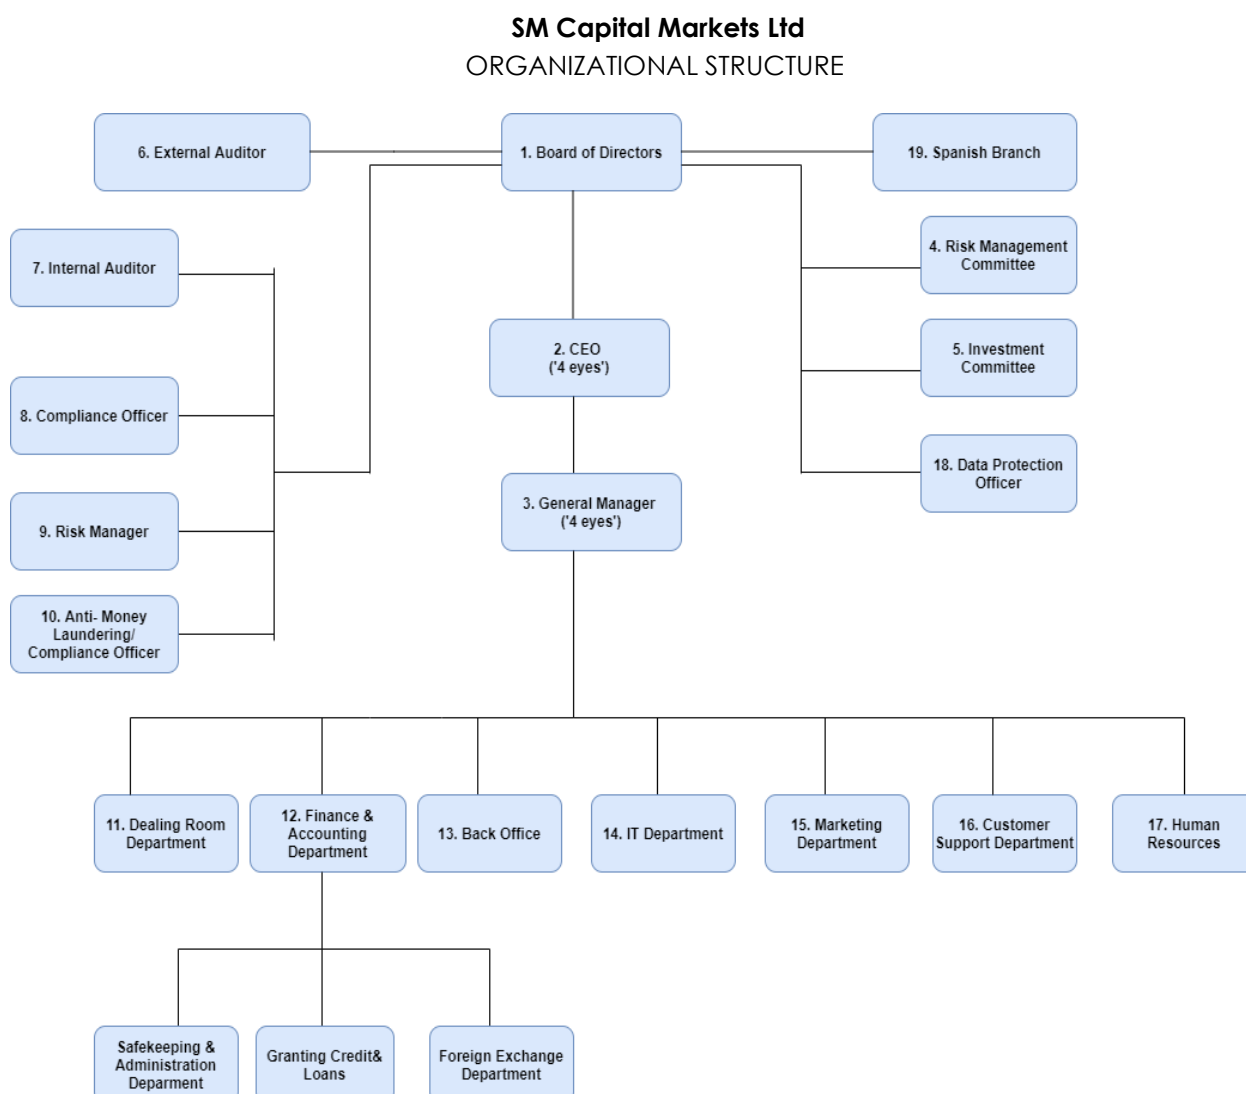 SM Capital Markets Ltd
ORGANIZATIONAL STRUCTURE
6. External Auditor
1. Board of Directors
19. Spanish Branch
7. Internal Auditor
4. Risk Management
Committee
2. CEO
('4 eyes')
5. Investment
Committee
8. Compliance Officer
18. Data Protection
Officer
3. General Manager
('4 eyes')
9. Risk Manager
10. Anti- Money
Laundering/
Compliance Officer
11. Dealing Room
Department
12. Finance &
Accounting
Department
13. Back Office
14. IT Department
15. Marketing
Department
16. Customer
Support Department
17. Human
Resources
Safekeeping &
Administration
Deparment
Granting Credit&
Loans
Foreign Exchange
Department